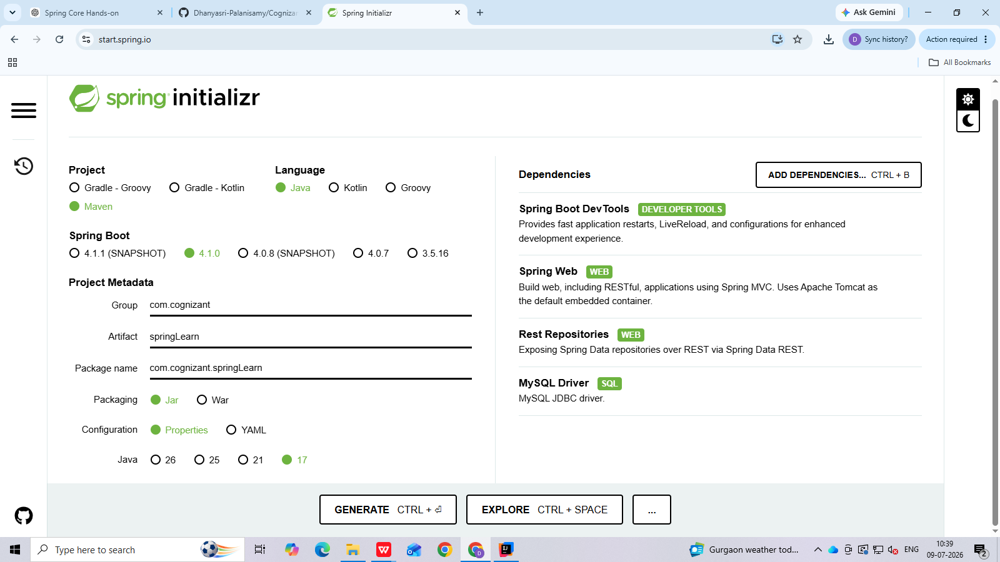 Spring Core Hands-on
Dhanyasri-Palanisamy/Cogniza
Spring Initializr
Ask Gemini
start.spring.io
D
Sync history?
Action required
All Bookmarks
spring initializr
Project
Gradle - Groovy
Gradle - Kotlin
Maven
Language
Java
Kotlin
Groovy
Spring Boot
4.1.1 (SNAPSHOT)
4.1.0
4.0.8 (SNAPSHOT)
4.0.7
3.5.16
Project Metadata
Group com.cognizant
Artifact springLearn
Package name com.cognizant.springLearn
Packaging Jar War
Configuration Properties YAML
Java 26 25 21 17
Dependencies
ADD DEPENDENCIES... CTRL + B
Spring Boot DevTools DEVELOPER TOOLS
Provides fast application restarts, LiveReload, and configurations for enhanced
development experience.
Spring Web WEB
Build web, including RESTful, applications using Spring MVC. Uses Apache Tomcat as
the default embedded container.
Rest Repositories WEB
Exposing Spring Data repositories over REST via Spring Data REST.
MySQL Driver SQL
MySQL JDBC driver.
GENERATE CTRL + ⏎
EXPLORE CTRL + SPACE
...
Type here to search
Gurgaon weather tod...
ENG
10:39
09-07-2026
2